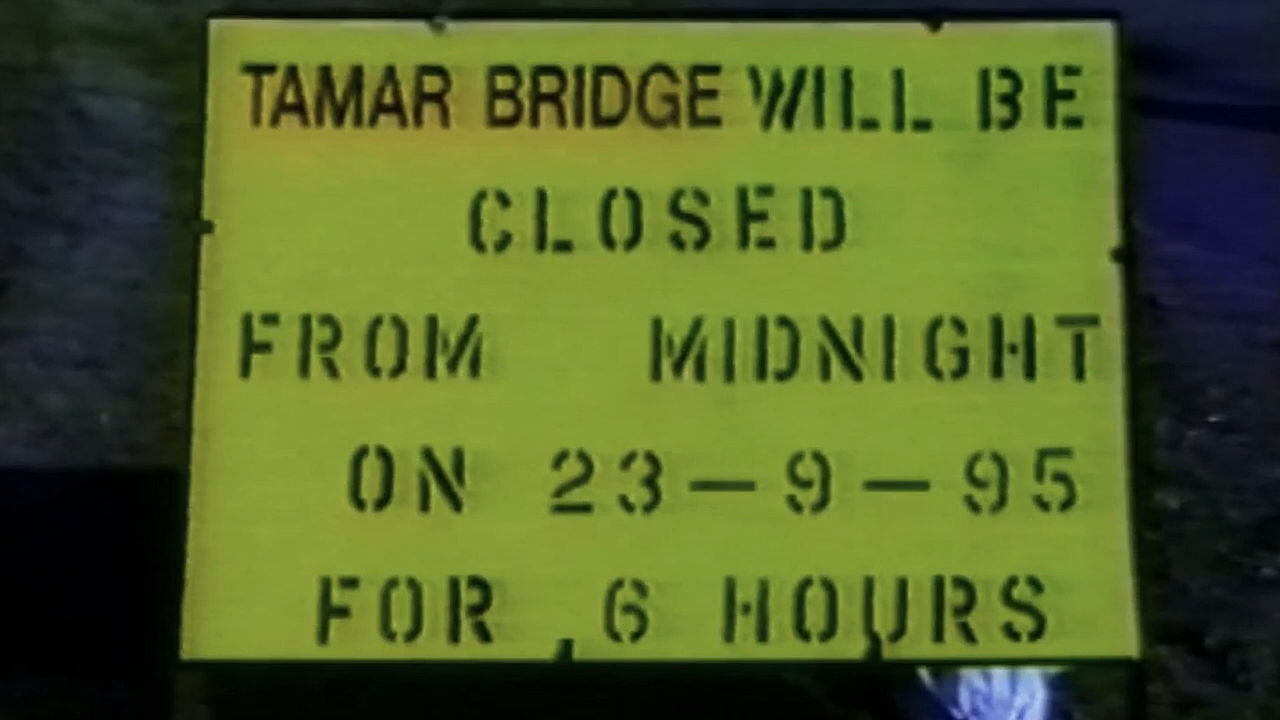 TAMAR BRIDGE WILL BE
CLOSED
FROM MIDNIGHT
ON 23-9-95
FOR 6 HOURS